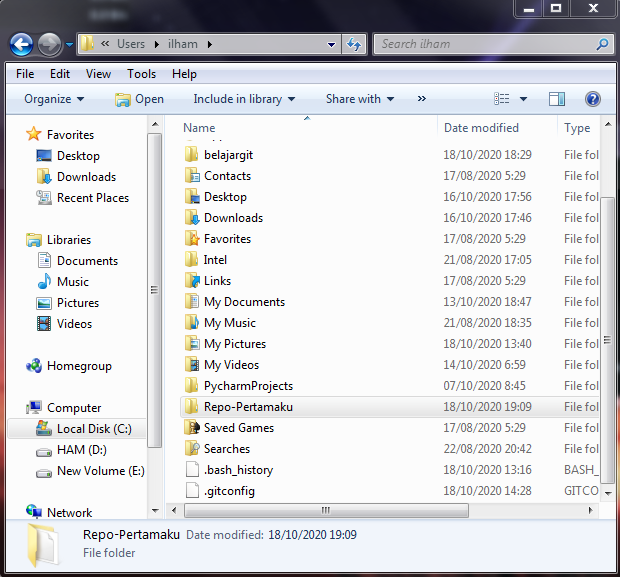 « Users ▸ ilham ▸ Search ilham
File Edit View Tools Help
Organize Open Include in library Share with »
Name Date modified Type
Favorites
Desktop
Downloads
Recent Places
Libraries
Documents
Music
Pictures
Videos
Homegroup
Computer
Local Disk (C:)
HAM (D:)
New Volume (E:)
Network
belajargit 18/10/2020 18:29 File fol
Contacts 17/08/2020 5:29 File fol
Desktop 16/10/2020 17:56 File fol
Downloads 16/10/2020 17:46 File fol
Favorites 17/08/2020 5:29 File fol
Intel 21/08/2020 17:05 File fol
Links 17/08/2020 5:29 File fol
My Documents 13/10/2020 18:47 File fol
My Music 21/08/2020 18:35 File fol
My Pictures 18/10/2020 13:40 File fol
My Videos 14/10/2020 6:59 File fol
PycharmProjects 07/10/2020 8:45 File fol
Repo-Pertamaku 18/10/2020 19:09 File fol
Saved Games 17/08/2020 5:29 File fol
Searches 22/08/2020 20:42 File fol
.bash_history 18/10/2020 13:16 BASH_
.gitconfig 18/10/2020 14:28 GITCO
Repo-Pertamaku Date modified: 18/10/2020 19:09
File folder